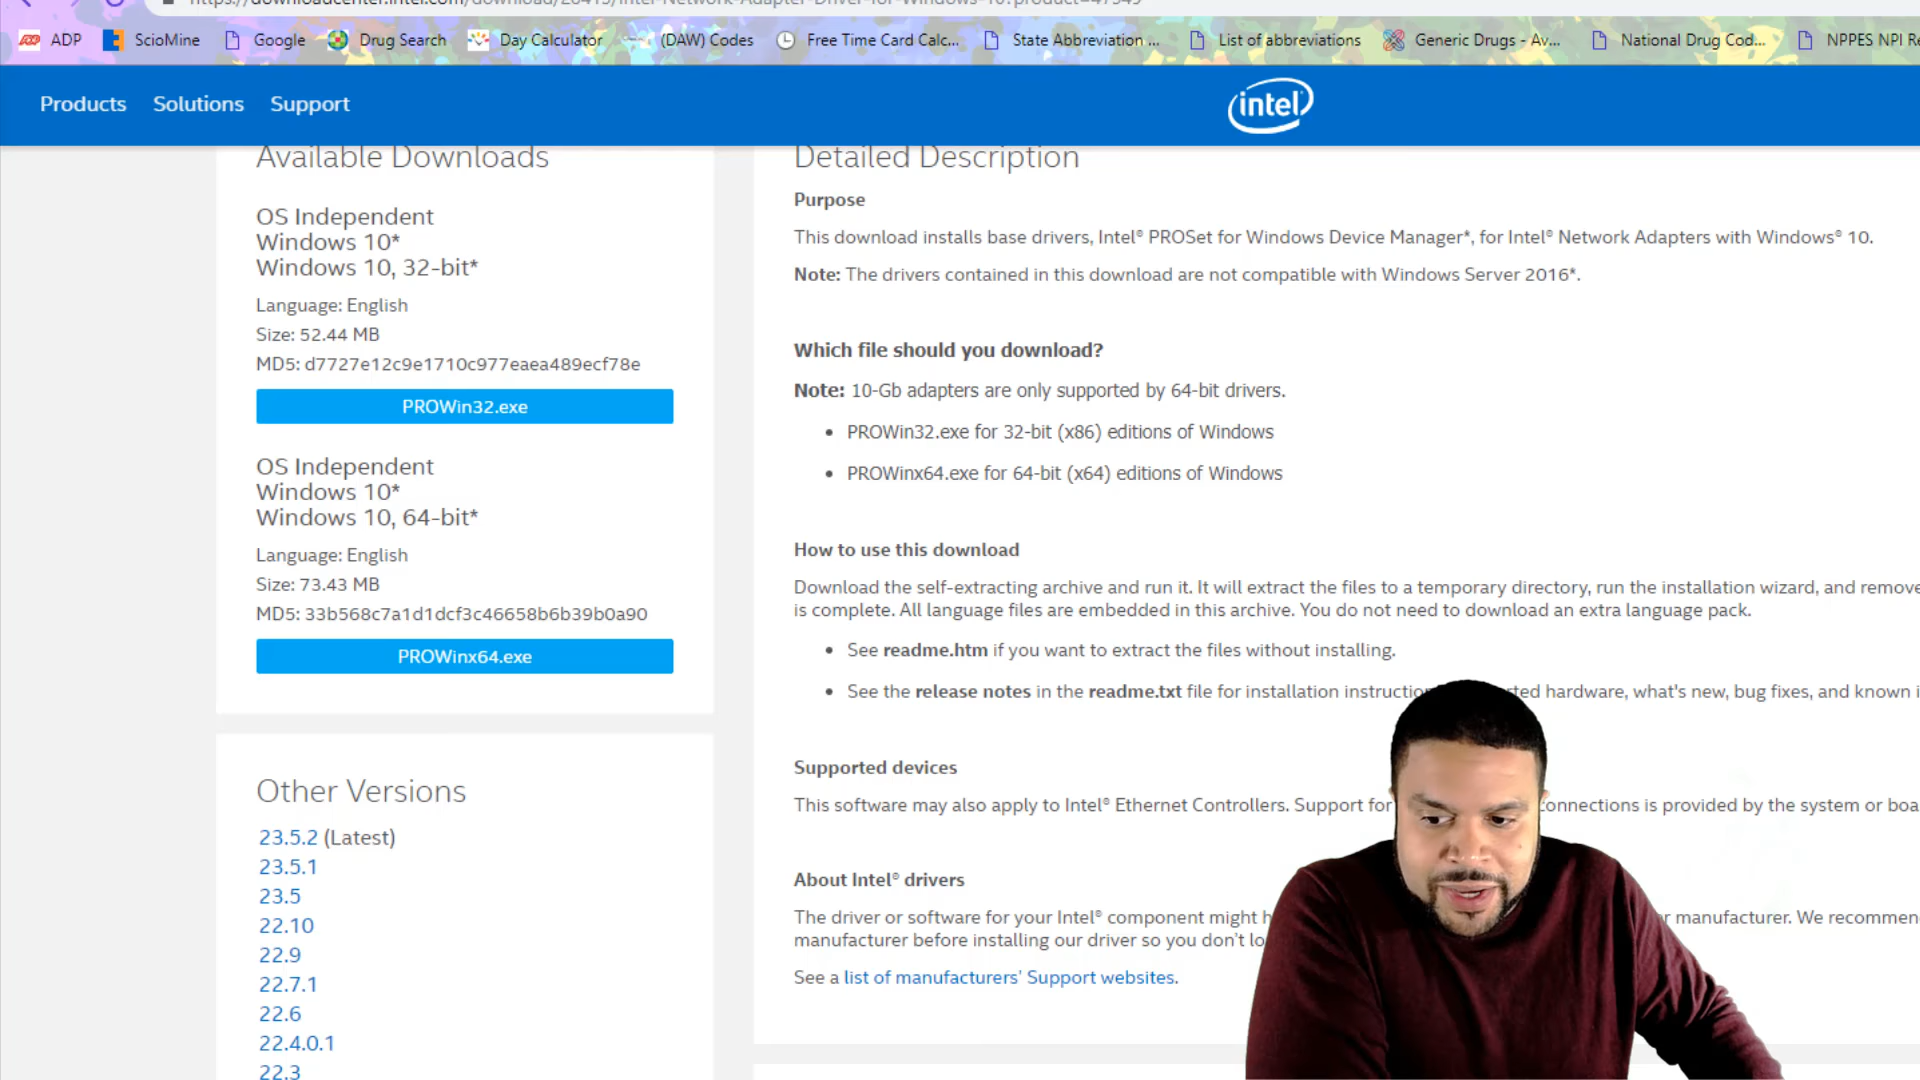 ADP ScioMine Google Drug Search Day Calculator (DAW) Codes Free Time Card Calc... State Abbreviation ... List of abbreviations Generic Drugs - Av... National Drug Cod... NPPES NPI Re
Products Solutions Support
intel
Available Downloads
OS Independent
Windows 10*
Windows 10, 32-bit*
Language: English
Size: 52.44 MB
MD5: d7727e12c9e1710c977eaea489ecf78e
PROWin32.exe
OS Independent
Windows 10*
Windows 10, 64-bit*
Language: English
Size: 73.43 MB
MD5: 33b568c7a1d1dcf3c46658b6b39b0a90
PROWinx64.exe
Other Versions
23.5.2 (Latest)
23.5.1
23.5
22.10
22.9
22.7.1
22.6
22.4.0.1
22.3
Detailed Description
Purpose
This download installs base drivers, Intel® PROSet for Windows Device Manager*, for Intel® Network Adapters with Windows® 10.
Note: The drivers contained in this download are not compatible with Windows Server 2016*.
Which file should you download?
Note: 10-Gb adapters are only supported by 64-bit drivers.
• PROWin32.exe for 32-bit (x86) editions of Windows
• PROWinx64.exe for 64-bit (x64) editions of Windows
How to use this download
Download the self-extracting archive and run it. It will extract the files to a temporary directory, run the installation wizard, and remove
is complete. All language files are embedded in this archive. You do not need to download an extra language pack.
• See readme.htm if you want to extract the files without installing.
• See the release notes in the readme.txt file for installation instructio rted hardware, what's new, bug fixes, and known i
Supported devices
This software may also apply to Intel® Ethernet Controllers. Support for onnections is provided by the system or boa
About Intel® drivers
The driver or software for your Intel® component might h or manufacturer. We recommen
manufacturer before installing our driver so you don't lo
See a list of manufacturers' Support websites.